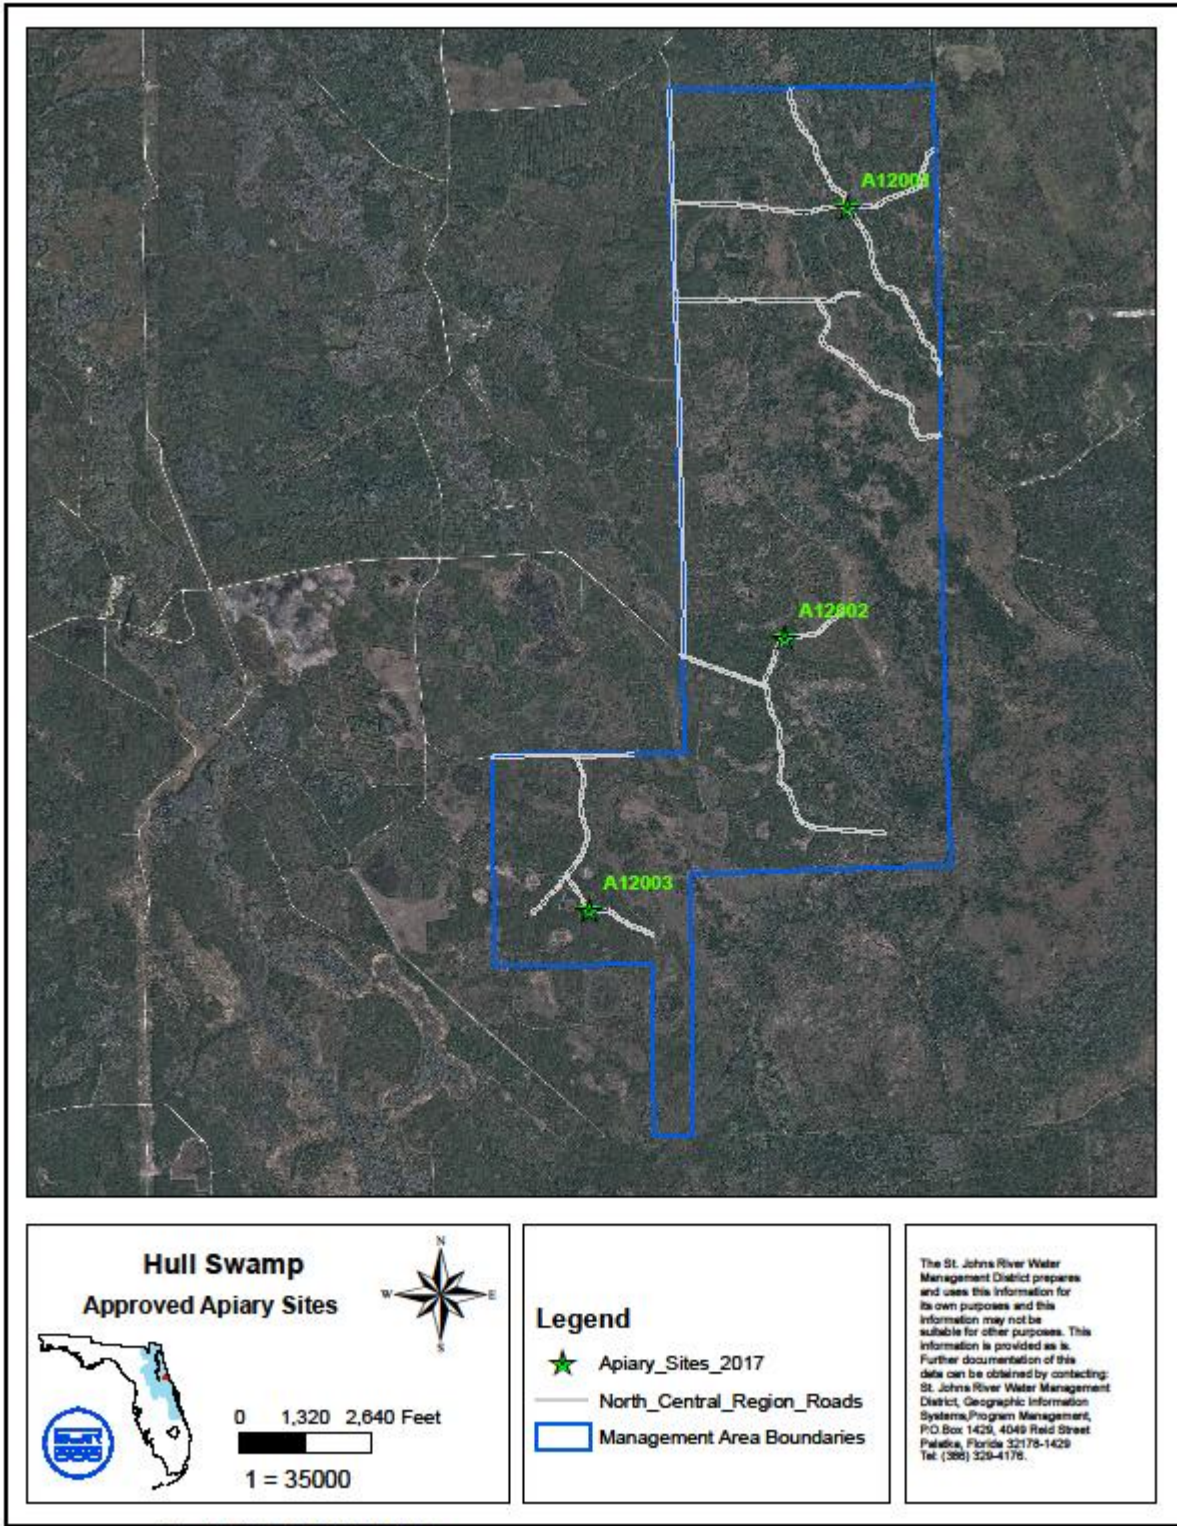 A12001
A12002
A12003
Hull Swamp
Approved Apiary Sites
N
W
E
S
0 1,320 2,640 Feet
1 = 35000
Legend
Apiary_Sites_2017
North_Central_Region_Roads
Management Area Boundaries
The St. Johns River Water
Management District prepares
and uses this information for
its own purposes and this
information may not be
suitable for other purposes. This
information is provided as is.
Further documentation of this
data can be obtained by contacting:
St. Johns River Water Management
District, Geographic Information
Systems,Program Management,
P.O.Box 1429, 4049 Reid Street
Palatka, Florida 32178-1429
Tel: (386) 329-4176.